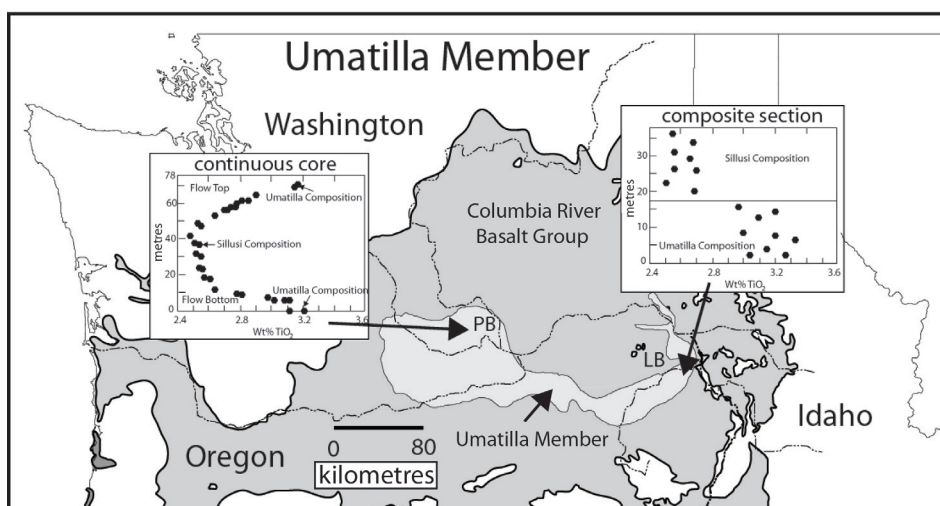 Umatilla Member
Washington
continuous core
78
Flow Top
Umatilla Composition
60
metres
40
Sillusi Composition
20
Umatilla Composition
Flow Bottom
0
2.4 2.8 3.2 3.6
Wt% TiO2
composite section
30
Sillusi Composition
metres
20
10
Umatilla Composition
0
2.4 2.8 3.2 3.6
Wt% TiO2
Columbia River
Basalt Group
PB
LB
Umatilla Member
Idaho
Oregon
0 80
kilometres